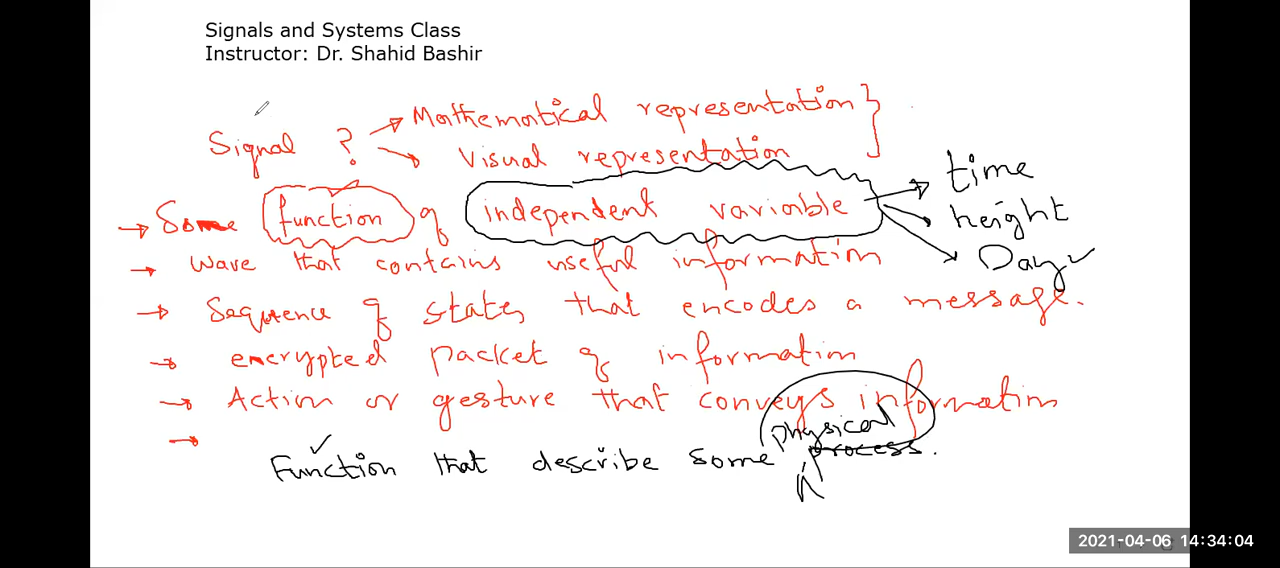 Signals and Systems Class
Instructor: Dr. Shahid Bashir
Signal ? → Mathematical representation }
→ Visual representation
→ Some function of independent variable → time
→ height
→ Day ✓
→ wave that contains useful information
→ Sequence of states that encodes a message.
→ encrypted packet of information
→ Action or gesture that conveys information
→
physical
Function that describe some process.
2021-04-06 14:34:04